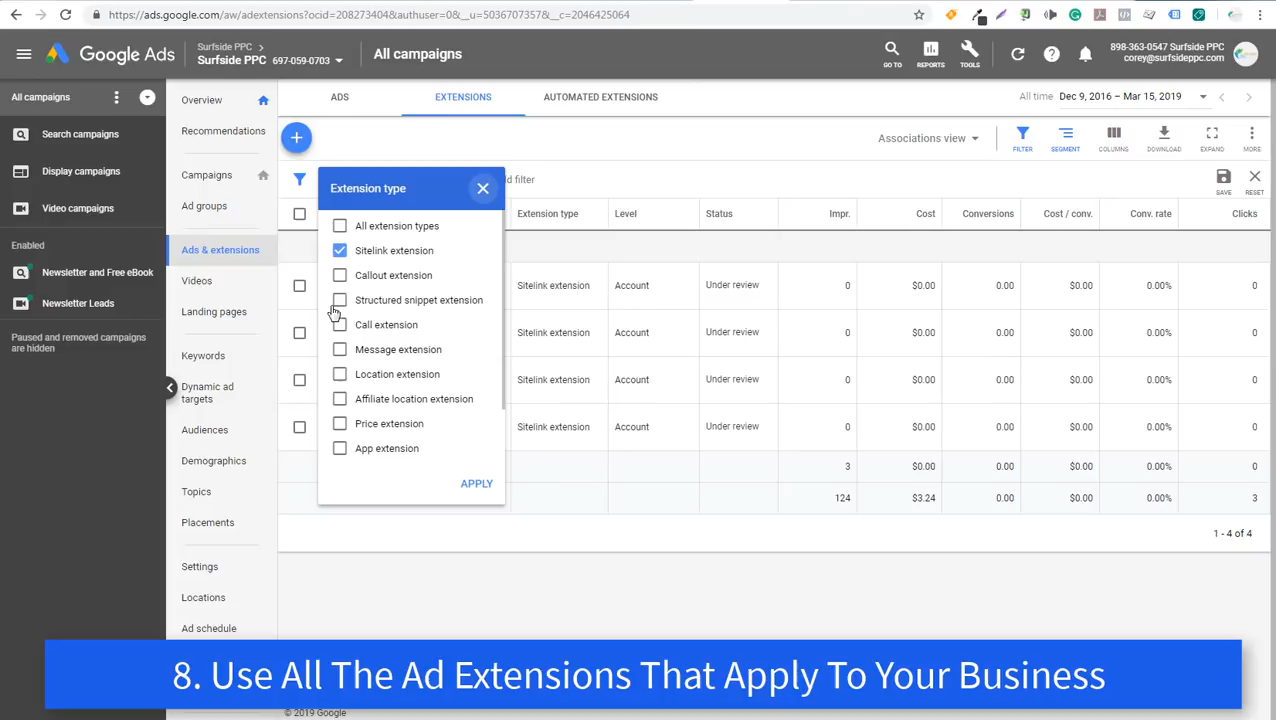 https://ads.google.com/aw/adextensions?ocid=208273404&authuser=0&__u=5036707357&__c=2046425064
Google Ads
Surfside PPC
Surfside PPC 697-059-0703
All campaigns
GO TO
REPORTS
TOOLS
898-363-0547 Surfside PPC
corey@surfsideppc.com
All campaigns
Search campaigns
Display campaigns
Video campaigns
Enabled
Newsletter and Free eBook
Newsletter Leads
Paused and removed campaigns
are hidden
Overview
Recommendations
Campaigns
Ad groups
Ads & extensions
Videos
Landing pages
Keywords
Dynamic ad
targets
Audiences
Demographics
Topics
Placements
Settings
Locations
Ad schedule
ADS
EXTENSIONS
AUTOMATED EXTENSIONS
All time Dec 9, 2016 – Mar 15, 2019
Associations view
FILTER
SEGMENT
COLUMNS
DOWNLOAD
EXPAND
MORE
filter
SAVE
RESET
Extension type
All extension types
Sitelink extension
Callout extension
Structured snippet extension
Call extension
Message extension
Location extension
Affiliate location extension
Price extension
App extension
APPLY
Extension type Level Status Impr. Cost Conversions Cost / conv. Conv. rate Clicks
Sitelink extension Account Under review 0 $0.00 0.00 $0.00 0.00% 0
Sitelink extension Account Under review 0 $0.00 0.00 $0.00 0.00% 0
Sitelink extension Account Under review 0 $0.00 0.00 $0.00 0.00% 0
Sitelink extension Account Under review 0 $0.00 0.00 $0.00 0.00% 0
3 $0.00 0.00 $0.00 0.00% 0
124 $3.24 0.00 $0.00 0.00% 3
1 - 4 of 4
8. Use All The Ad Extensions That Apply To Your Business
© 2019 Google